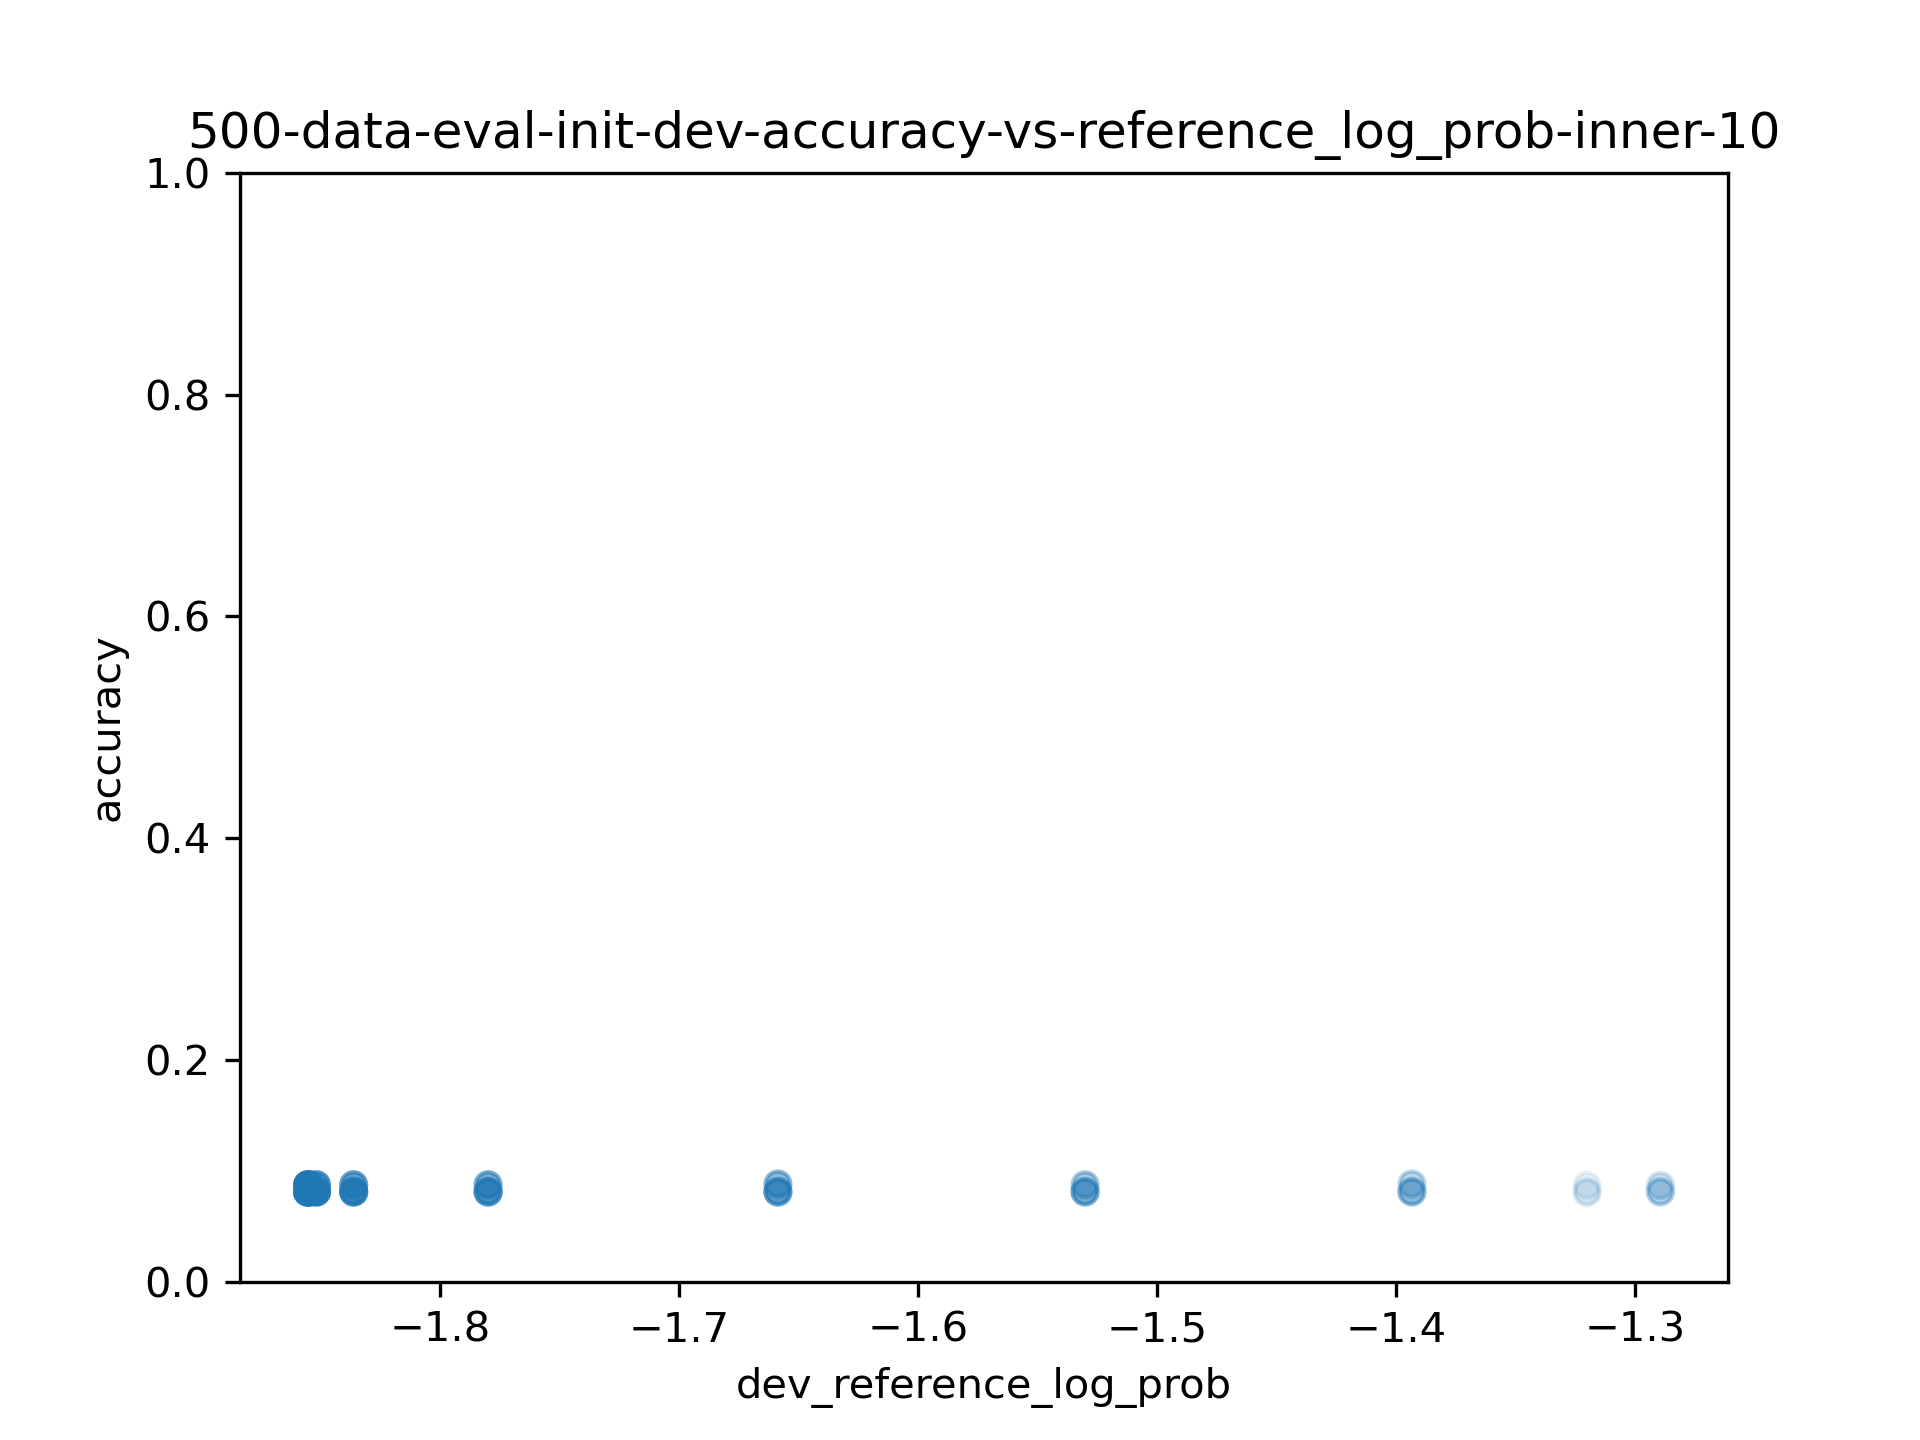 500-data-eval-init-dev-accuracy-vs-reference_log_prob-inner-10
1.0
0.8
0.6
0.4
0.2
0.0
accuracy
−1.8 −1.7 −1.6 −1.5 −1.4 −1.3
dev_reference_log_prob